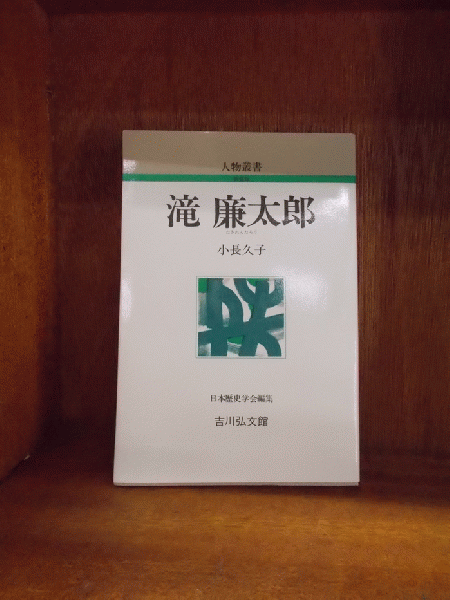 人物叢書
滝 廉太郎
小長久子
日本歴史学会編集
吉川弘文館